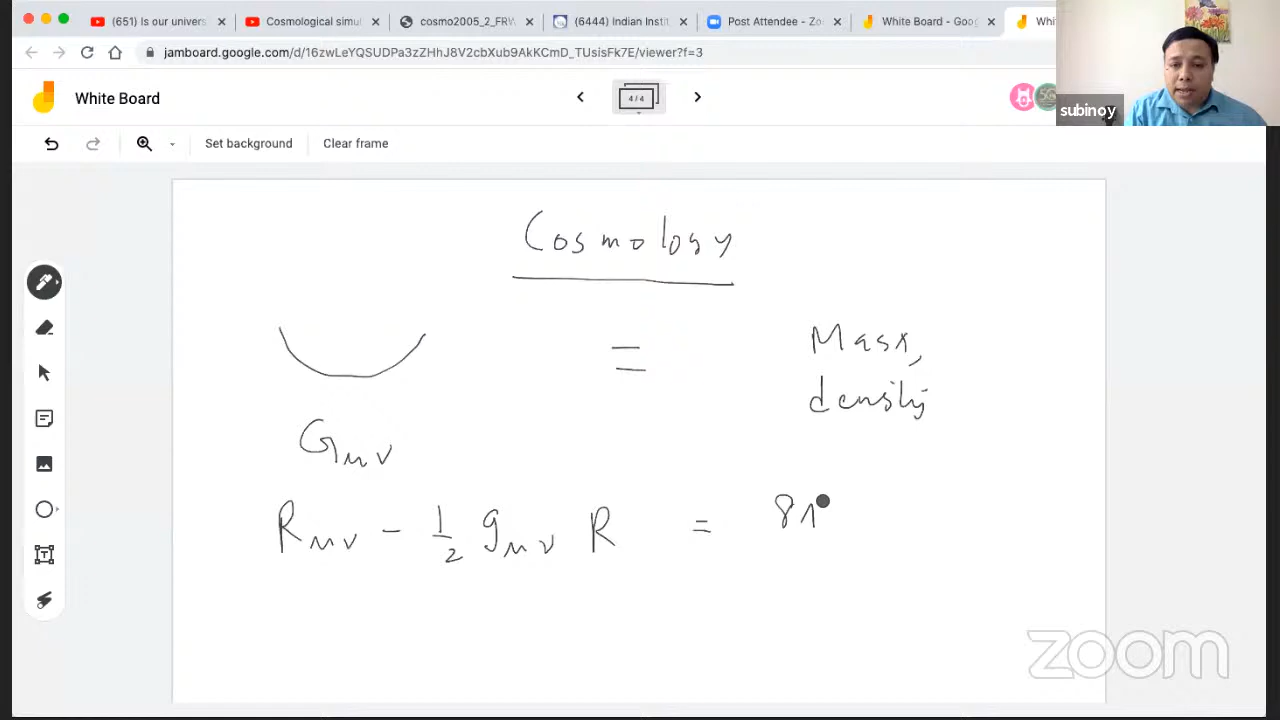 (651) Is our univers
Cosmological simul
cosmo2005_2_FRW
(6444) Indian Instit
Post Attendee - Zoo
White Board - Goog
Whi
jamboard.google.com/d/16zwLeYQSUDPa3zZHhJ8V2cbXub9AkKCmD_TUsisFk7E/viewer?f=3
White Board
4 / 4
subinoy
Set background
Clear frame
Cosmology
= Mass,
density
Gμν
Rμν - 1/2 gμν R = 8π
zoom